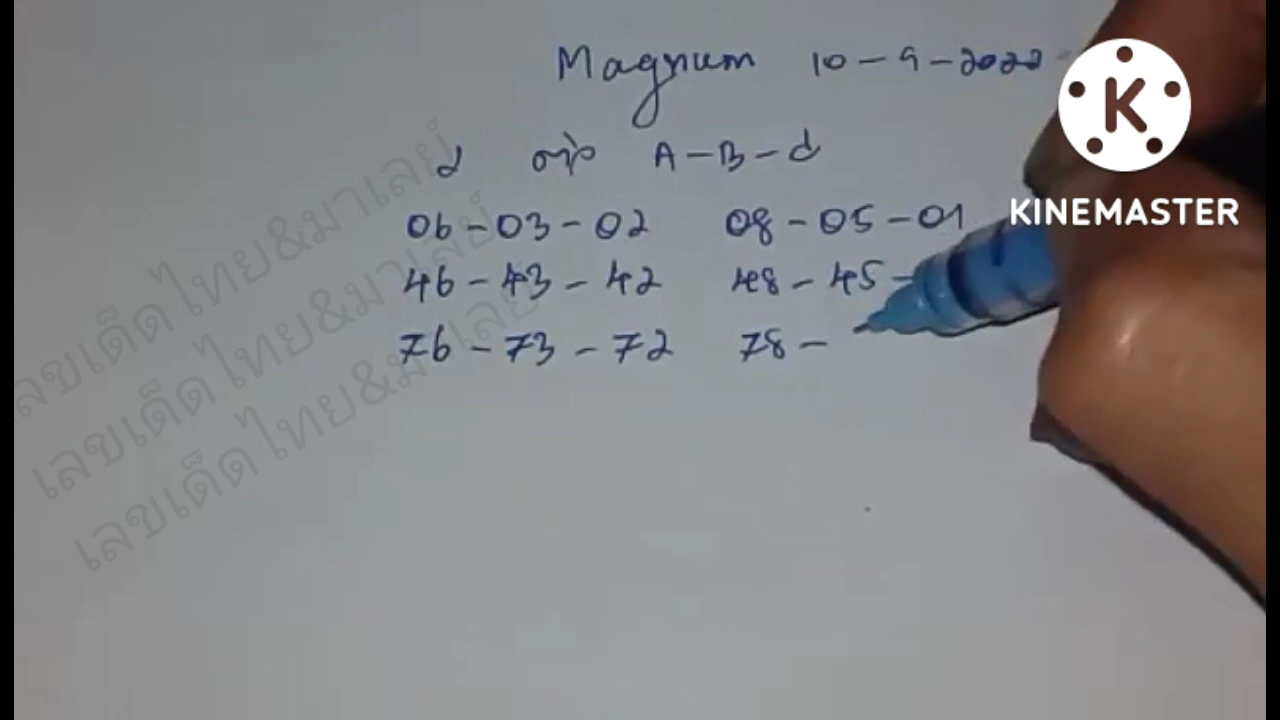 Magnum 10-9-2022
2 ตัว A-B-d
06-03-02 08-05-01
46-43-42 48-45-
76-73-72 78-
KINEMASTER
เลขเด็ดไทย&มาเลย์
เลขเด็ดไทย&มาเลย์
เลขเด็ดไทย&มาเลย์